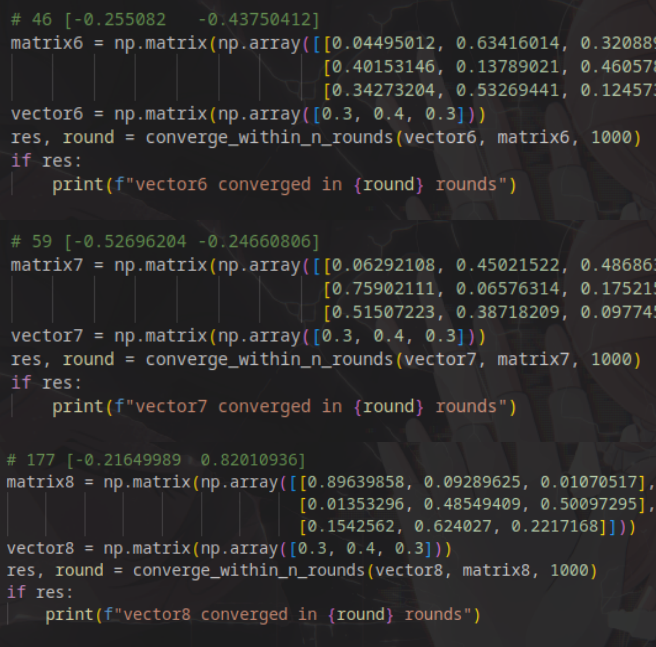 # 46 [-0.255082   -0.43750412]
matrix6 = np.matrix(np.array([[0.04495012, 0.63416014, 0.320889
[0.40153146, 0.13789021, 0.460578
[0.34273204, 0.53269441, 0.124573
vector6 = np.matrix(np.array([0.3, 0.4, 0.3]))
res, round = converge_within_n_rounds(vector6, matrix6, 1000)
if res:
    print(f"vector6 converged in {round} rounds")
# 59 [-0.52696204 -0.24660806]
matrix7 = np.matrix(np.array([[0.06292108, 0.45021522, 0.486863
[0.75902111, 0.06576314, 0.175215
[0.51507223, 0.38718209, 0.097745
vector7 = np.matrix(np.array([0.3, 0.4, 0.3]))
res, round = converge_within_n_rounds(vector7, matrix7, 1000)
if res:
    print(f"vector7 converged in {round} rounds")
# 177 [-0.21649989  0.82010936]
matrix8 = np.matrix(np.array([[0.89639858, 0.09289625, 0.01070517],
[0.01353296, 0.48549409, 0.50097295],
[0.1542562, 0.624027, 0.2217168]]))
vector8 = np.matrix(np.array([0.3, 0.4, 0.3]))
res, round = converge_within_n_rounds(vector8, matrix8, 1000)
if res:
    print(f"vector8 converged in {round} rounds")